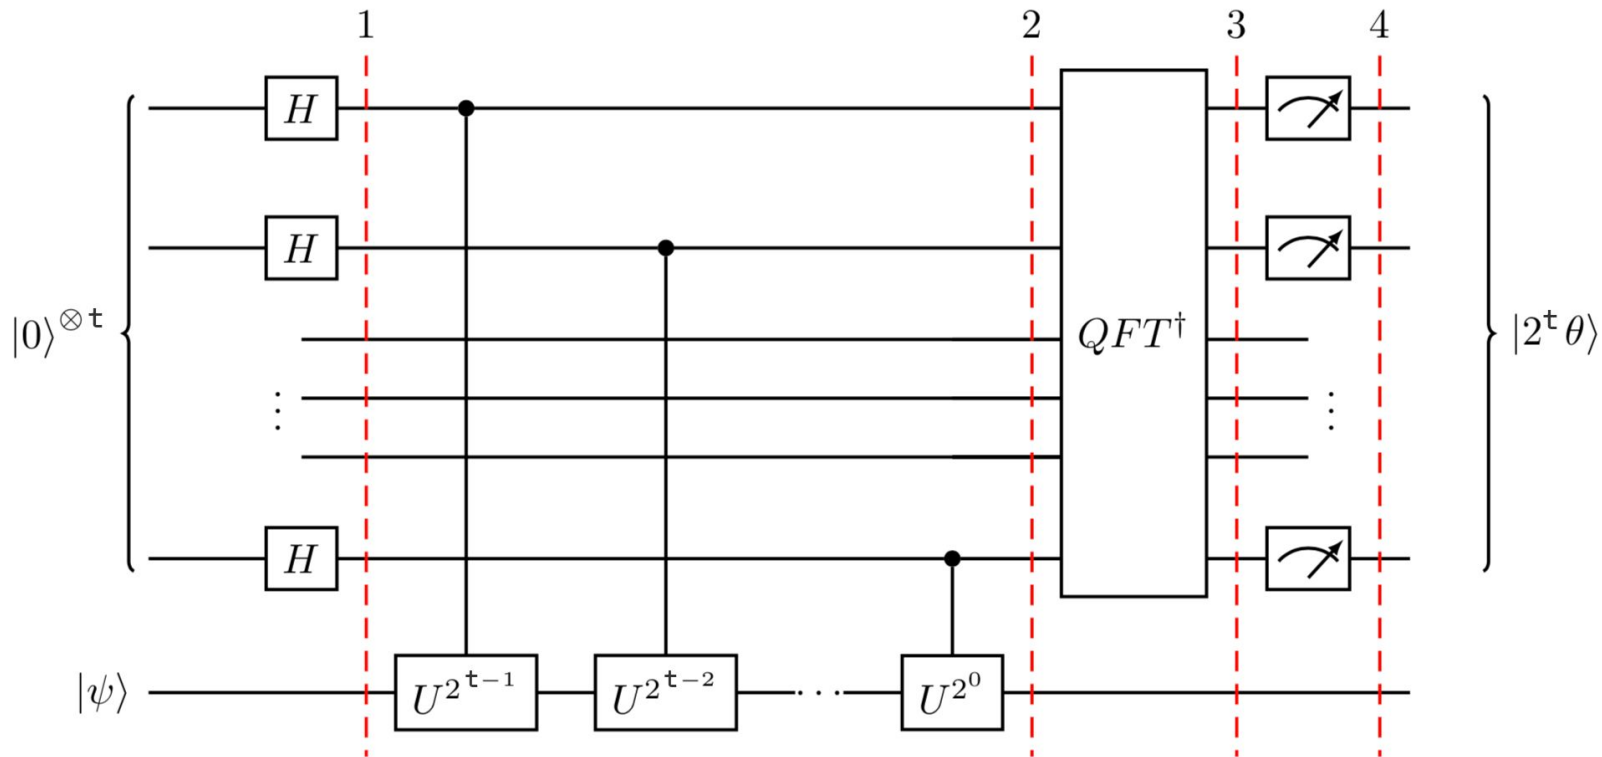 1 2 3 4
H
H
|0⟩^{⊗t} QFT^† |2^t θ⟩
⋮ ⋮
H
|ψ⟩ U^{2^{t−1}} U^{2^{t−2}} ··· U^{2^0}